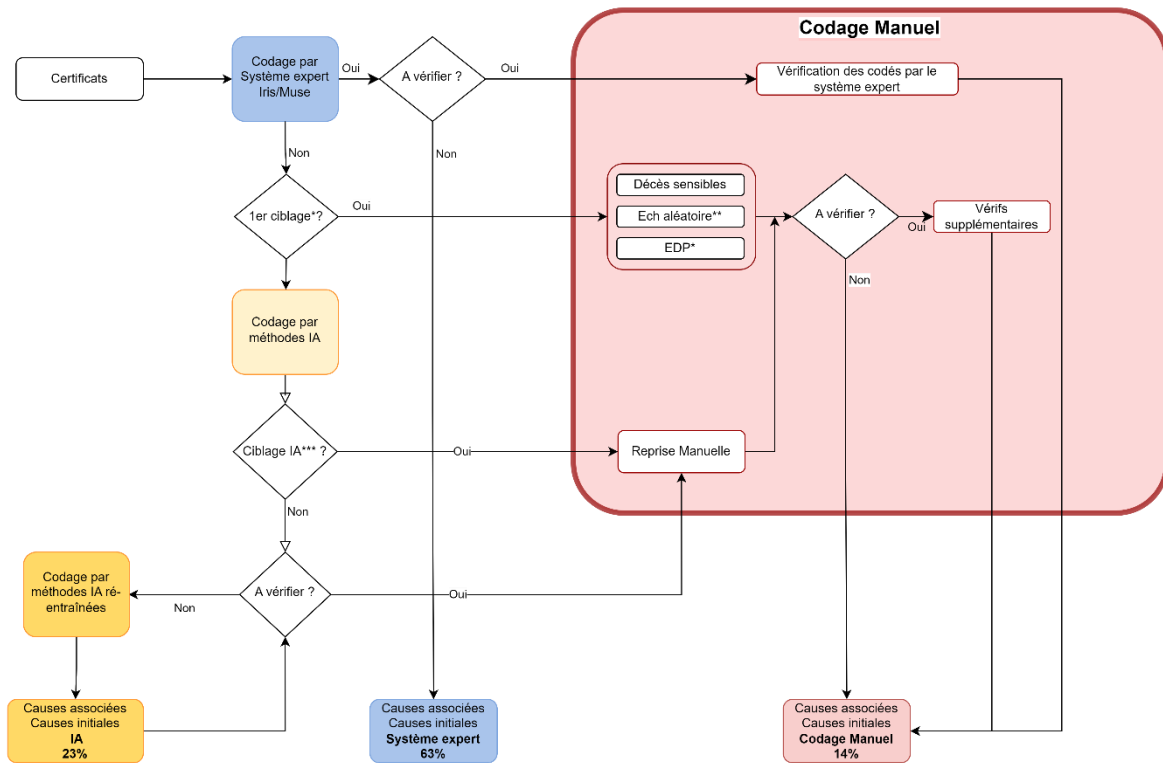 Codage Manuel
Certificats
Codage par
Système expert
Iris/Muse
Oui
A vérifier ?
Oui
Vérification des codés par le
système expert
Non
Non
1er ciblage*?
Oui
Décès sensibles
Ech aléatoire**
EDP*
A vérifier ?
Oui
Vérifs
supplémentaires
Non
Codage par
méthodes IA
Ciblage IA*** ?
Oui
Reprise Manuelle
Non
Codage par
méthodes IA ré-
entraînées
Non
A vérifier ?
Oui
Causes associées
Causes initiales
IA
23%
Causes associées
Causes initiales
Système expert
63%
Causes associées
Causes initiales
Codage Manuel
14%